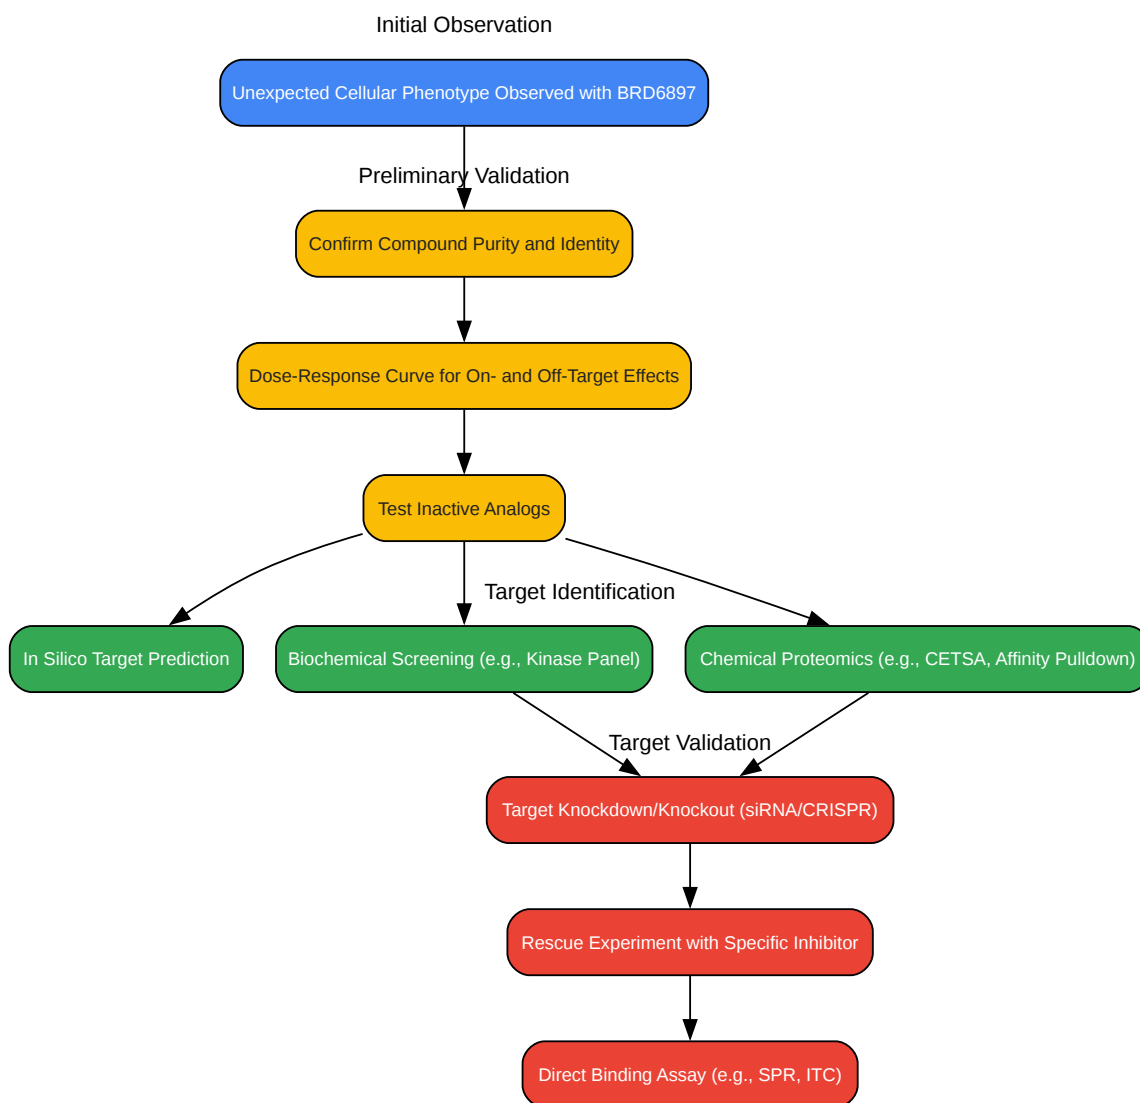 Initial Observation
Unexpected Cellular Phenotype Observed with BRD6897
Preliminary Validation
Confirm Compound Purity and Identity
Dose-Response Curve for On- and Off-Target Effects
Test Inactive Analogs
Target Identification
In Silico Target Prediction
Biochemical Screening (e.g., Kinase Panel)
Chemical Proteomics (e.g., CETSA, Affinity Pulldown)
Target Validation
Target Knockdown/Knockout (siRNA/CRISPR)
Rescue Experiment with Specific Inhibitor
Direct Binding Assay (e.g., SPR, ITC)